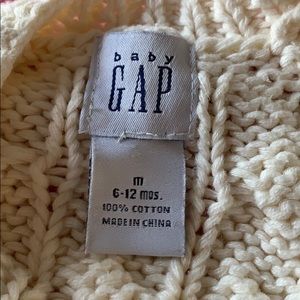 baby
GAP
m
6-12 mos.
100% COTTON
MADE IN CHINA